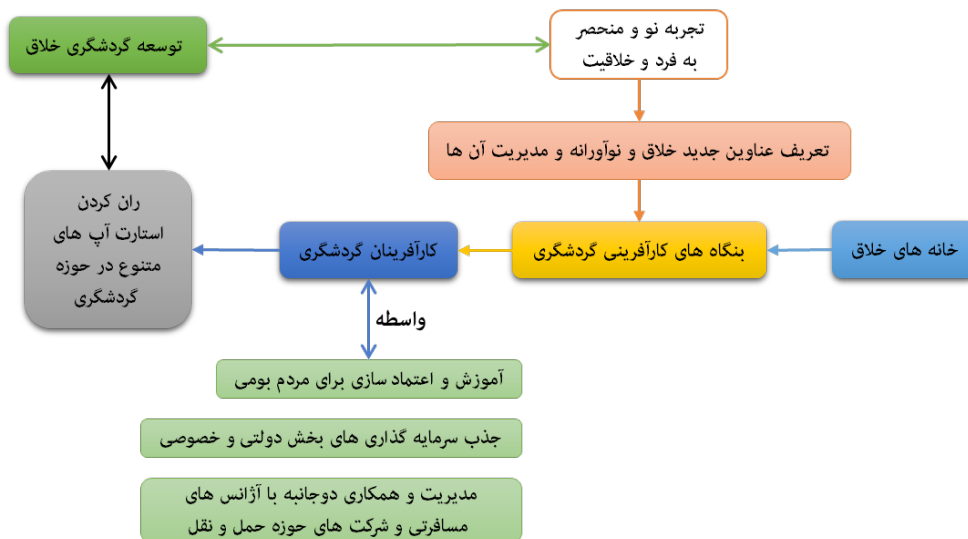 تجربه نو و منحصر
به فرد و خلاقیت
توسعه گردشگری خلاق
تعریف عناوین جدید خلاق و نوآورانه و مدیریت آن ها
خانه های خلاق
بنگاه های کارآفرینی گردشگری
کارآفرینان گردشگری
ران کردن
استارت آپ های
متنوع در حوزه
گردشگری
واسطه
آموزش و اعتماد سازی برای مردم بومی
جذب سرمایه گذاری های بخش دولتی و خصوصی
مدیریت و همکاری دوجانبه با آژانس های
مسافرتی و شرکت های حوزه حمل و نقل